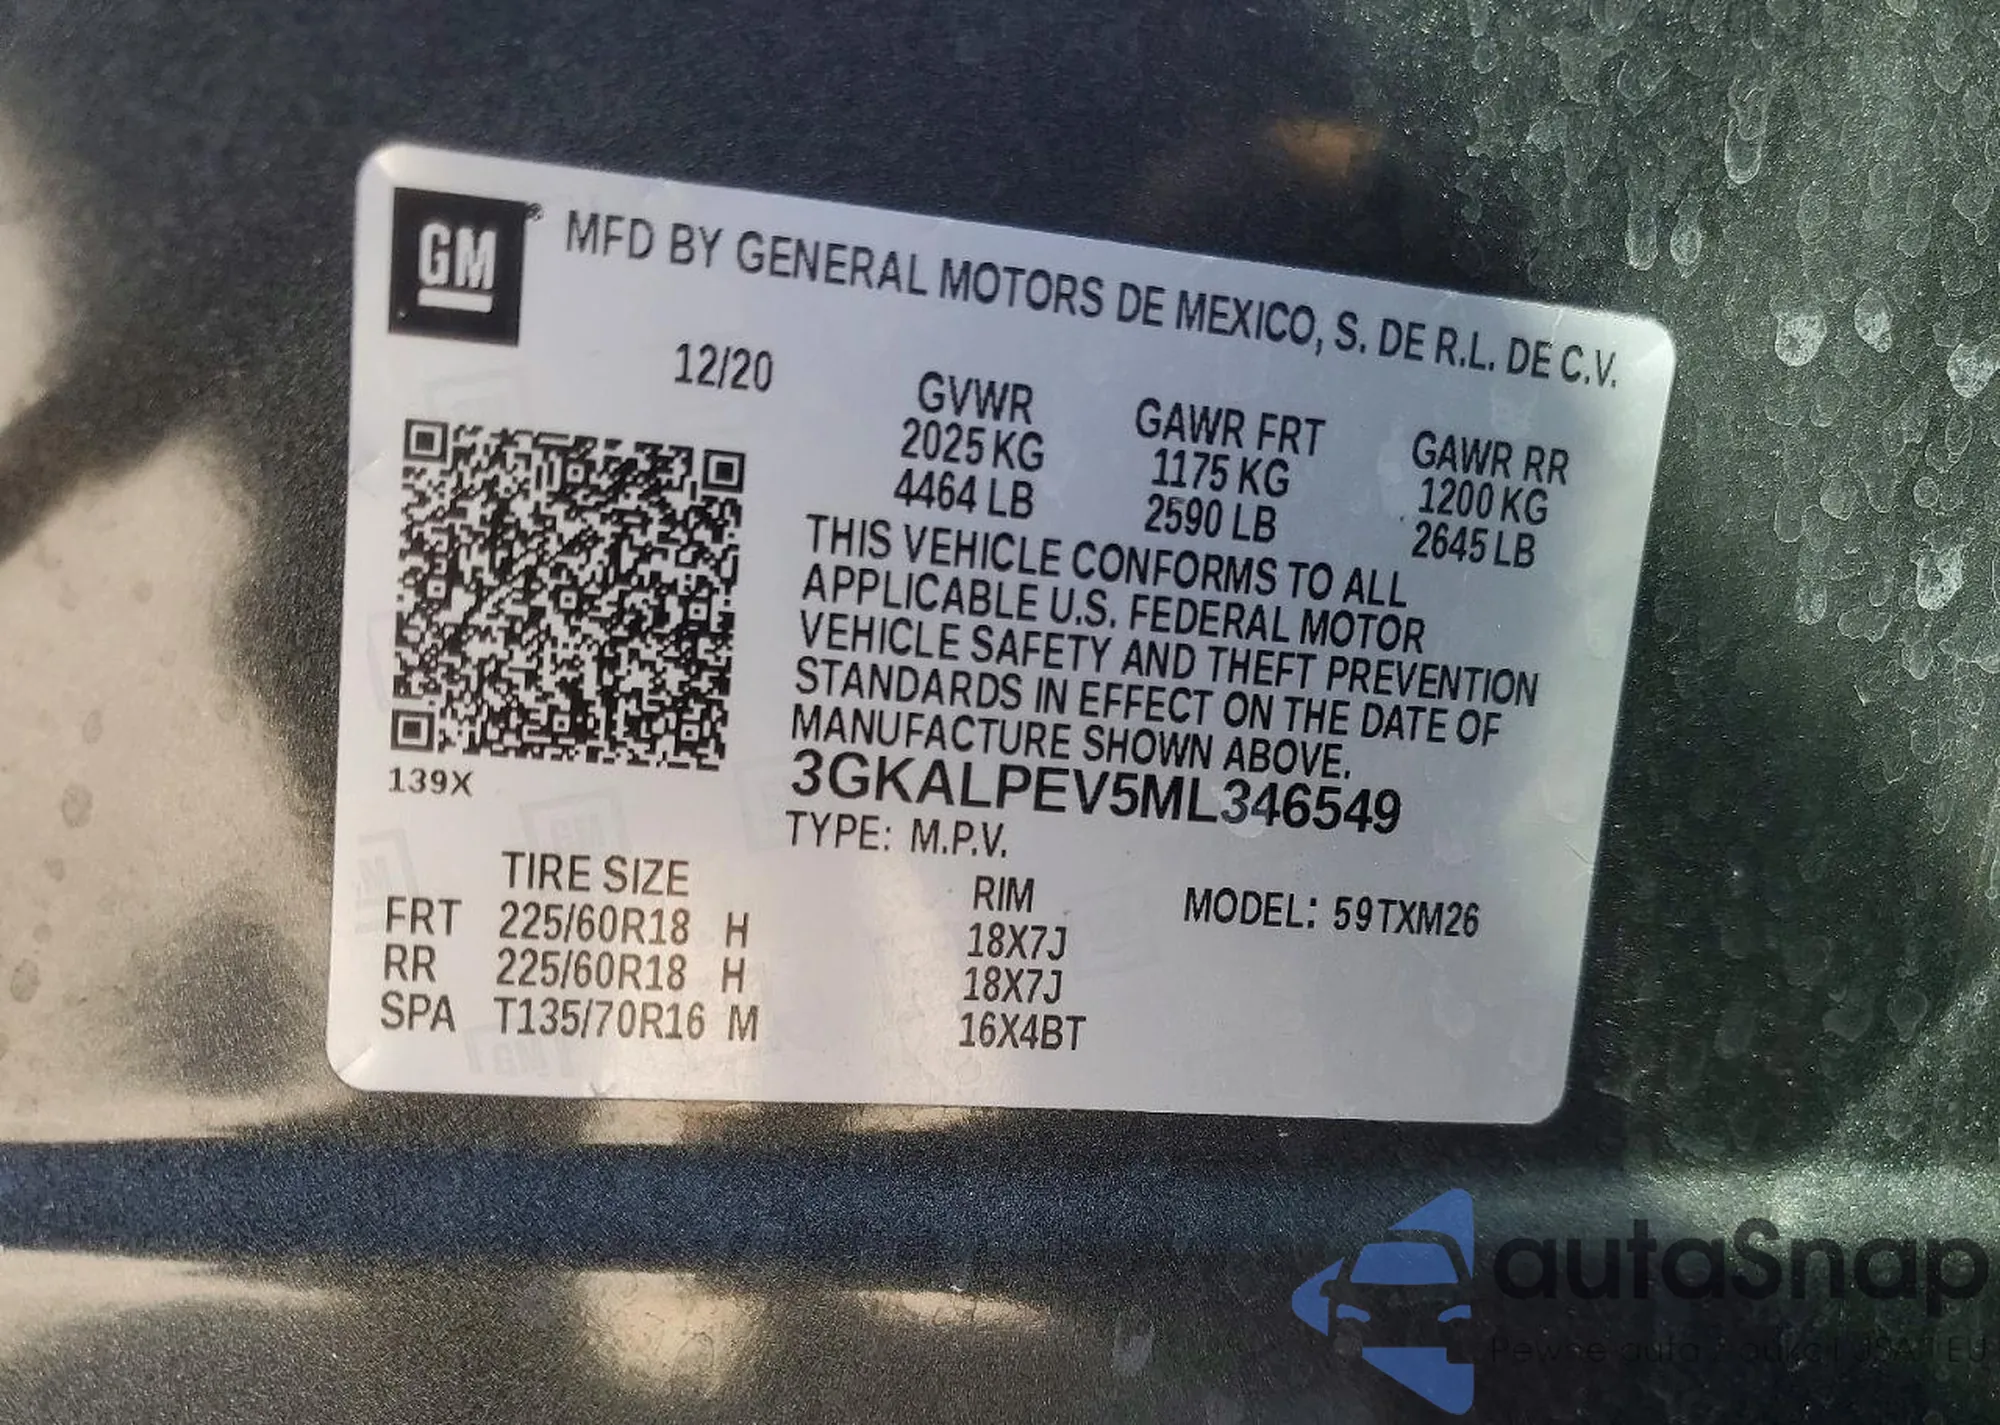 GM
MFD BY GENERAL MOTORS DE MEXICO, S. DE R.L. DE C.V.
12/20
GVWR GAWR FRT GAWR RR
2025 KG 1175 KG 1200 KG
4464 LB 2590 LB 2645 LB
THIS VEHICLE CONFORMS TO ALL
APPLICABLE U.S. FEDERAL MOTOR
VEHICLE SAFETY AND THEFT PREVENTION
STANDARDS IN EFFECT ON THE DATE OF
MANUFACTURE SHOWN ABOVE.
139X
3GKALPEV5ML346549
TYPE: M.P.V.
TIRE SIZE RIM MODEL: 59TXM26
FRT 225/60R18 H 18X7J
RR 225/60R18 H 18X7J
SPA T135/70R16 M 16X4BT
autaSnap
Pewne auta